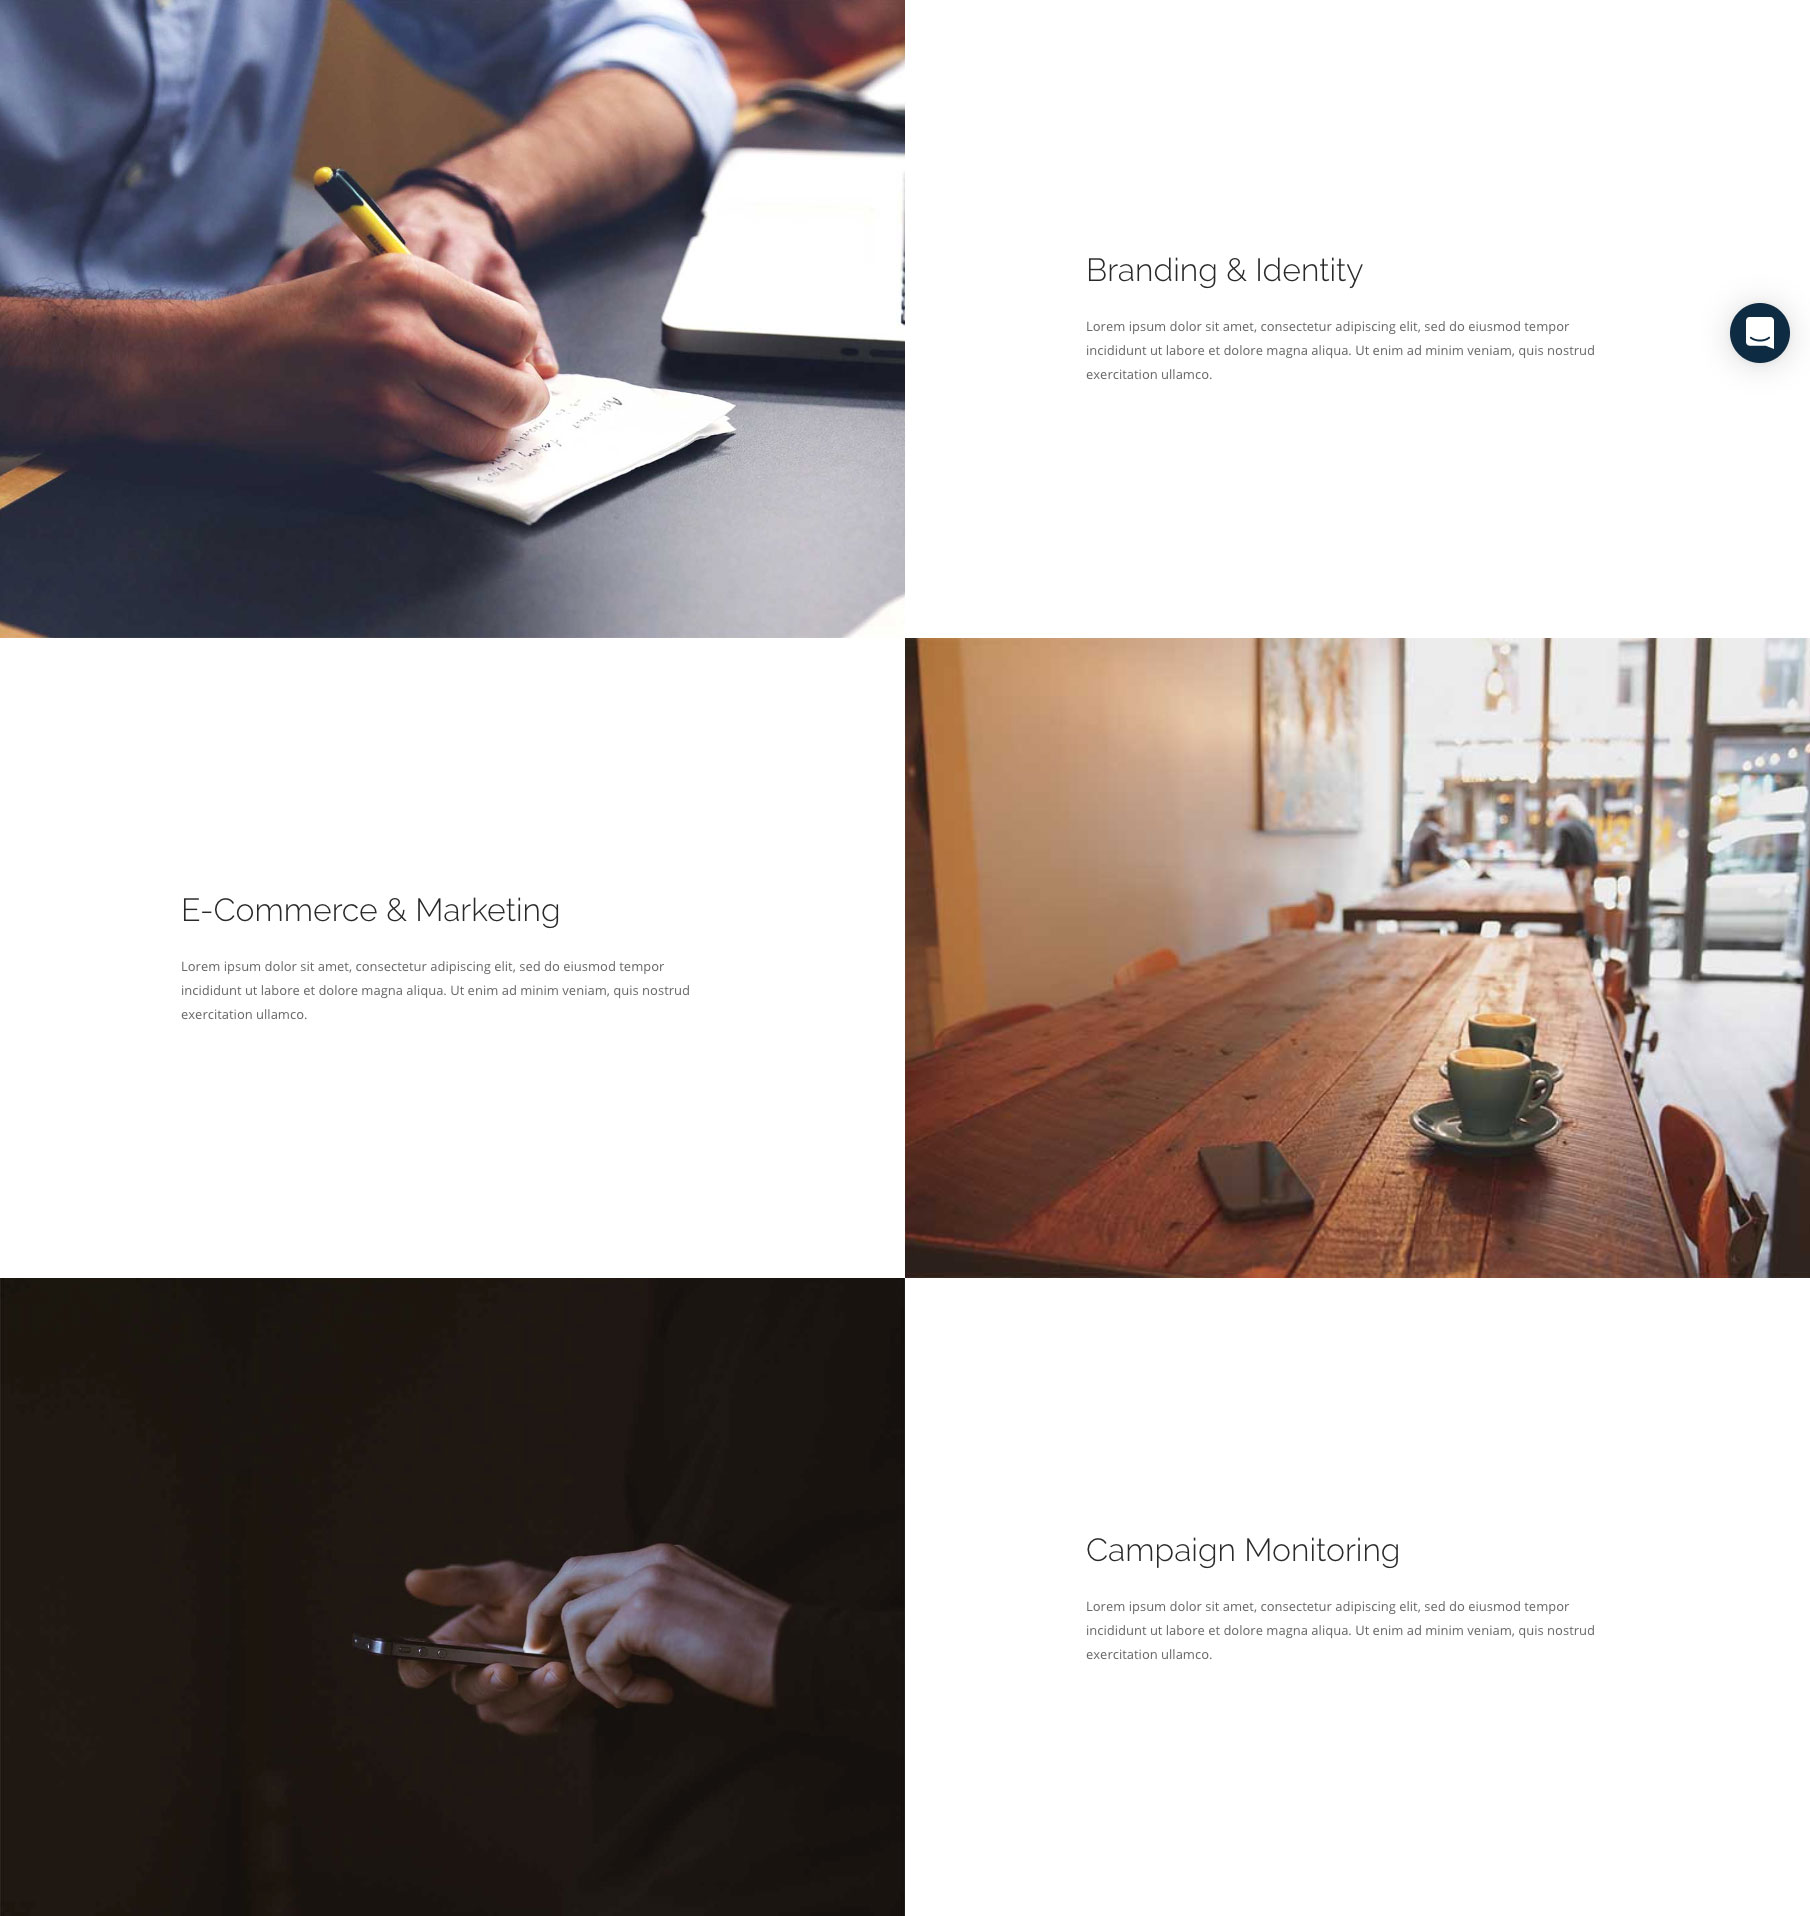 Branding & Identity
Lorem ipsum dolor sit amet, consectetur adipiscing elit, sed do eiusmod tempor
incididunt ut labore et dolore magna aliqua. Ut enim ad minim veniam, quis nostrud
exercitation ullamco.
E-Commerce & Marketing
Lorem ipsum dolor sit amet, consectetur adipiscing elit, sed do eiusmod tempor
incididunt ut labore et dolore magna aliqua. Ut enim ad minim veniam, quis nostrud
exercitation ullamco.
Campaign Monitoring
Lorem ipsum dolor sit amet, consectetur adipiscing elit, sed do eiusmod tempor
incididunt ut labore et dolore magna aliqua. Ut enim ad minim veniam, quis nostrud
exercitation ullamco.